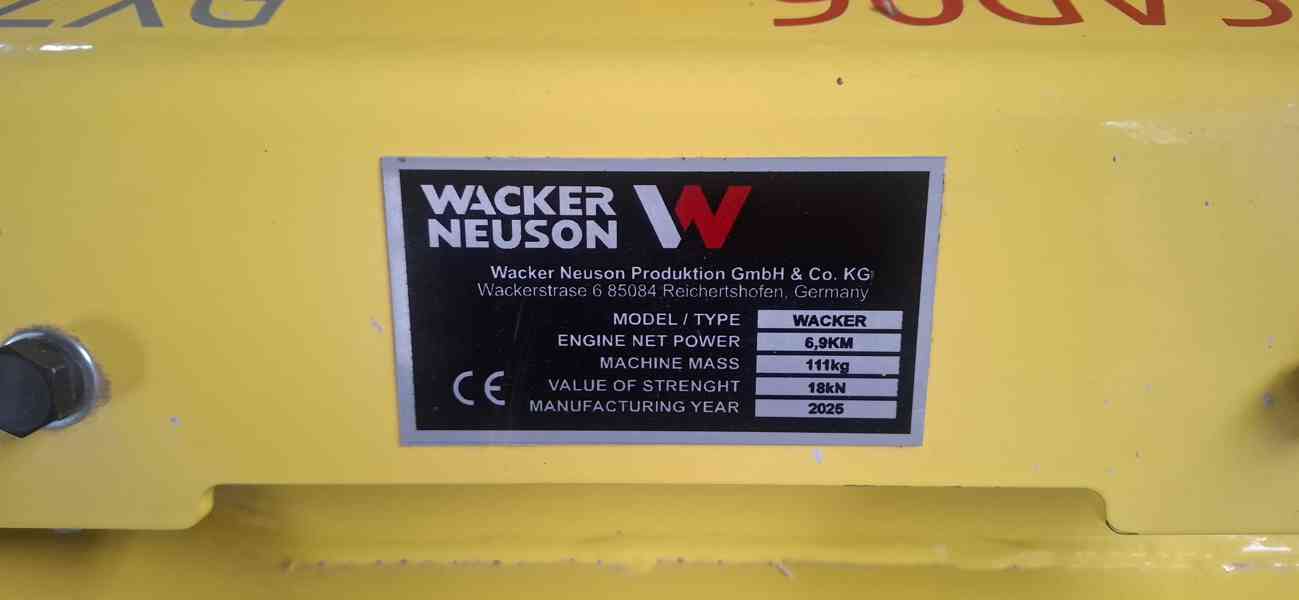 WACKER
NEUSON
Wacker Neuson Produktion GmbH & Co. KG
Wackerstrase 6 85084 Reichertshofen, Germany
MODEL / TYPE WACKER
ENGINE NET POWER 6,9KM
MACHINE MASS 111kg
VALUE OF STRENGHT 18kN
MANUFACTURING YEAR 2025
CE